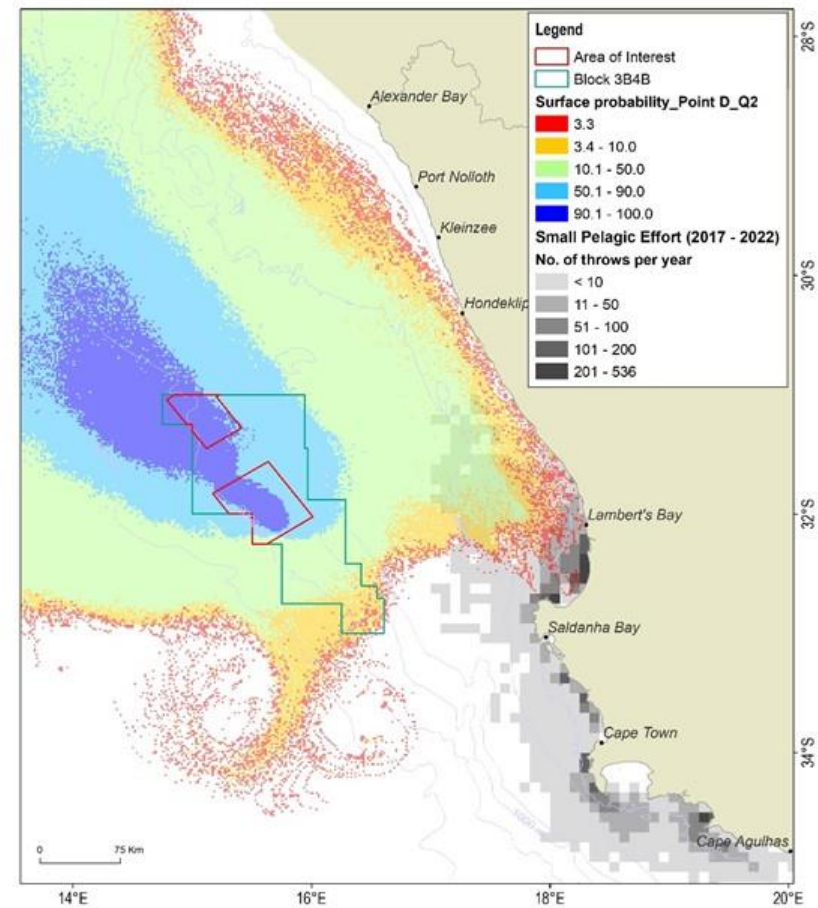 Legend
Area of Interest
Block 3B4B
Surface probability_Point D_Q2
3.3
3.4 - 10.0
10.1 - 50.0
50.1 - 90.0
90.1 - 100.0
Small Pelagic Effort (2017 - 2022)
No. of throws per year
< 10
11 - 50
51 - 100
101 - 200
201 - 536
28°S
Alexander Bay
Port Nolloth
Kleinzee
30°S
Hondeklip
32°S
Lambert's Bay
Saldanha Bay
Cape Town
34°S
Cape Agulhas
0 75 Km
14°E 16°E 18°E 20°E